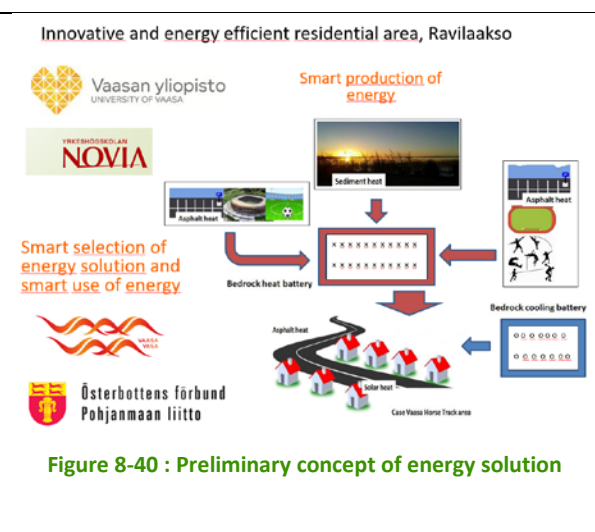 Innovative and energy efficient residential area, Ravilaakso
Vaasan yliopisto
UNIVERSITY OF VAASA
Smart production of
energy
YRKESHÖGSKOLAN
NOVIA
Sediment heat
Asphalt heat
Asphalt heat
Smart selection of
energy solution and
smart use of energy
Bedrock heat battery
Bedrock cooling battery
VAASA
VASA
Asphalt heat
Solar heat
Case Vaasa Horse Track area
Österbottens förbund
Pohjanmaan liitto
Figure 8-40 : Preliminary concept of energy solution